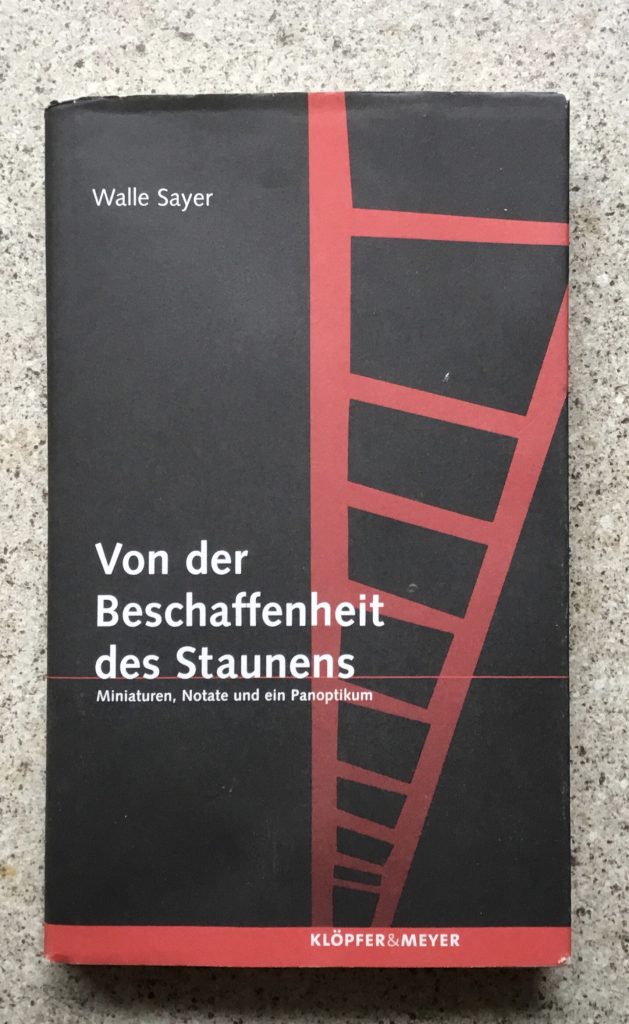 Walle Sayer
Von der
Beschaffenheit
des Staunens
Miniaturen, Notate und ein Panoptikum
KLÖPFER&MEYER